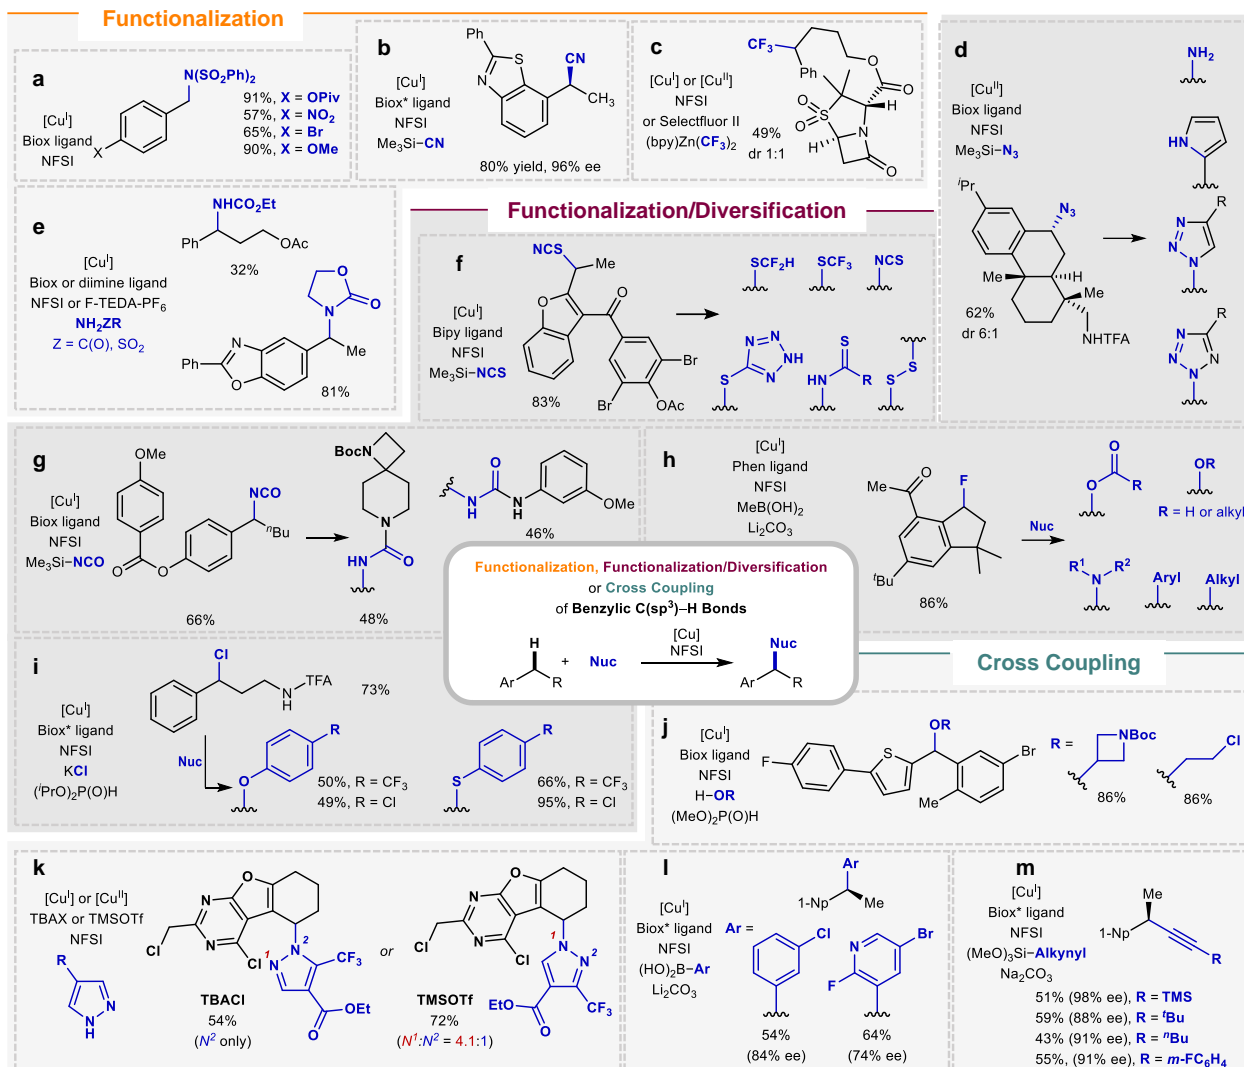 Functionalization
a
[Cu^I]
Biox ligand
NFSI
N(SO₂Ph)₂
X
91%, X = OPiv
57%, X = NO₂
65%, X = Br
90%, X = OMe
b
[Cu^I]
Biox* ligand
NFSI
Me₃Si–CN
Ph
S
N
CN
CH₃
80% yield, 96% ee
c
[Cu^I] or [Cu^II]
NFSI
or Selectfluor II
(bpy)Zn(CF₃)₂
CF₃
Ph
O
O
O
S
O
H
N
H
O
49%
dr 1:1
d
[Cu^II]
Biox ligand
NFSI
Me₃Si–N₃
ⁱPr
N₃
Me
H
Me
NHTFA
62%
dr 6:1
NH₂
HN
R
N
N
N
R
N
N
N
N
e
[Cu^I]
Biox or diimine ligand
NFSI or F-TEDA-PF₆
NH₂ZR
Z = C(O), SO₂
NHCO₂Et
Ph
OAc
32%
O
O
N
Me
N
Ph
O
81%
Functionalization/Diversification
f
[Cu^I]
Bipy ligand
NFSI
Me₃Si–NCS
NCS
Me
O
O
Br
Br
OAc
83%
SCF₂H
SCF₃
NCS
N
N
NH
N
S
S
HN
R
S
S
g
[Cu^I]
Biox ligand
NFSI
Me₃Si–NCO
OMe
NCO
ⁿBu
O
O
66%
BocN
N
HN
O
48%
O
N
H
N
H
OMe
46%
h
[Cu^I]
Phen ligand
NFSI
MeB(OH)₂
Li₂CO₃
O
Me
F
ᵗBu
86%
Nuc
O
O
R
OR
R = H or alkyl
R¹
R²
N
Aryl
Alkyl
Functionalization, Functionalization/Diversification
or Cross Coupling
of Benzylic C(sp³)–H Bonds
H
Ar
R
+
Nuc
[Cu]
NFSI
Nuc
Ar
R
i
[Cu^I]
Biox* ligand
NFSI
KCl
(ⁱPrO)₂P(O)H
Cl
N
H
TFA
73%
Nuc
R
O
50%, R = CF₃
49%, R = Cl
R
S
66%, R = CF₃
95%, R = Cl
Cross Coupling
j
[Cu^I]
Biox ligand
NFSI
H–OR
(MeO)₂P(O)H
F
S
OR
Br
Me
R =
NBoc
86%
Cl
86%
k
[Cu^I] or [Cu^II]
TBAX or TMSOTf
NFSI
R
N
N
H
O
N
N
Cl
Cl
1
2
N
N
CF₃
OEt
O
TBACl
54%
(N² only)
or
O
N
N
Cl
Cl
1
2
N
N
CF₃
EtO
O
TMSOTf
72%
(N¹:N² = 4.1:1)
l
[Cu^I]
Biox* ligand
NFSI
(HO)₂B–Ar
Li₂CO₃
Ar
1-Np
Me
Ar =
Cl
54%
(84% ee)
Br
N
F
64%
(74% ee)
m
[Cu^I]
Biox* ligand
NFSI
(MeO)₃Si–Alkynyl
Na₂CO₃
Me
1-Np
R
51% (98% ee), R = TMS
59% (88% ee), R = ᵗBu
43% (91% ee), R = ⁿBu
55%, (91% ee), R = m-FC₆H₄